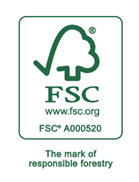 FSC
www.fsc.org
FSC® A000520
The mark of
responsible forestry